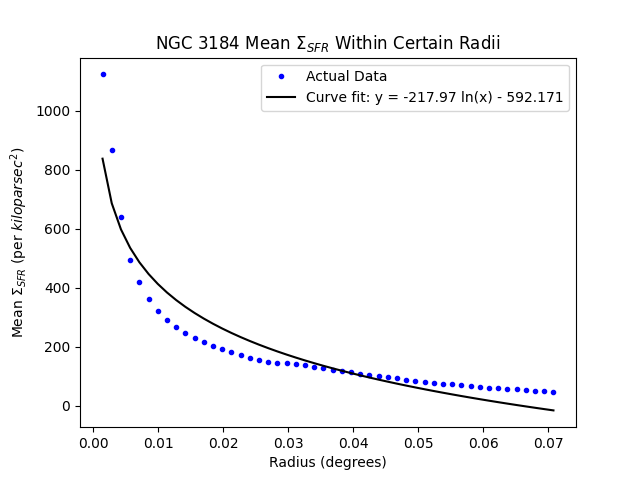 NGC 3184 Mean Σ_SFR Within Certain Radii
Actual Data
Curve fit: y = -217.97 ln(x) - 592.171
Mean Σ_SFR (per kiloparsec²)
1000
800
600
400
200
0
0.00 0.01 0.02 0.03 0.04 0.05 0.06 0.07
Radius (degrees)